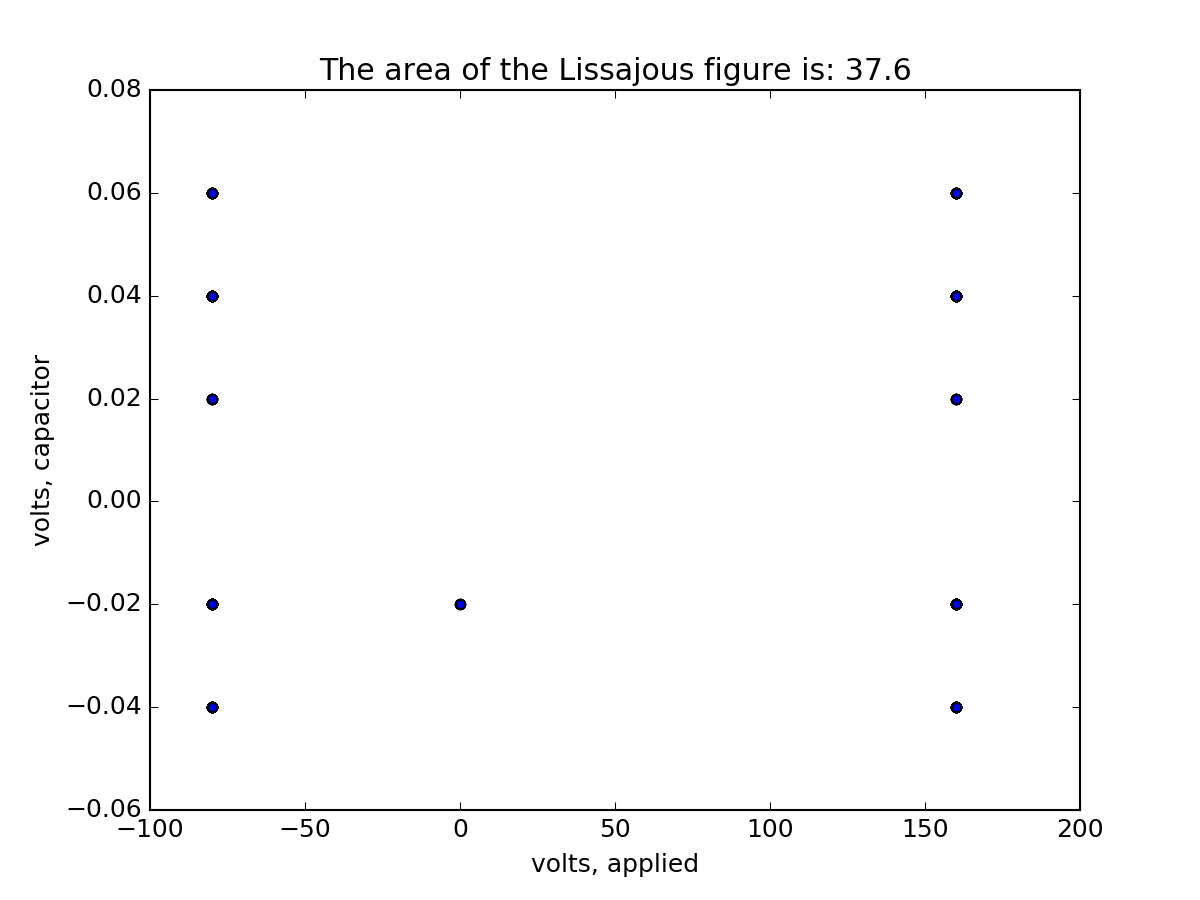 The area of the Lissajous figure is: 37.6
0.08
0.06
0.04
0.02
0.00
−0.02
−0.04
−0.06
volts, capacitor
−100 −50 0 50 100 150 200
volts, applied